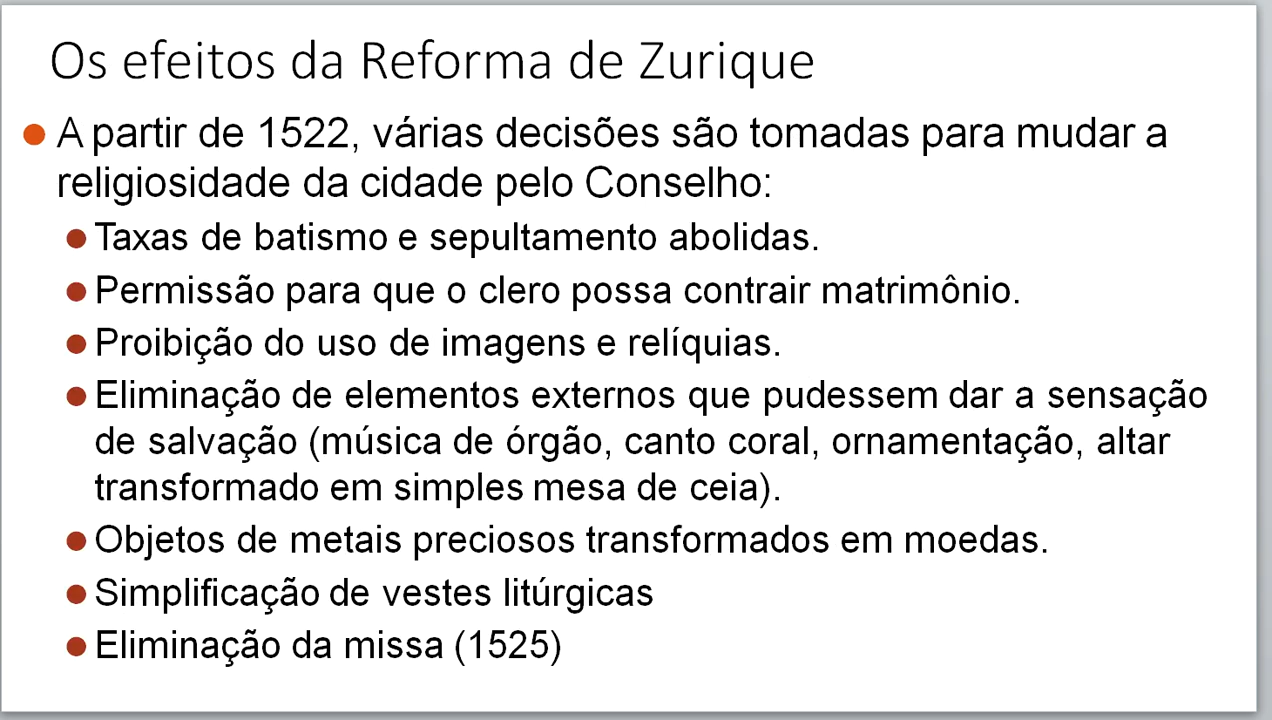 Os efeitos da Reforma de Zurique
A partir de 1522, várias decisões são tomadas para mudar a
religiosidade da cidade pelo Conselho:
Taxas de batismo e sepultamento abolidas.
Permissão para que o clero possa contrair matrimônio.
Proibição do uso de imagens e relíquias.
Eliminação de elementos externos que pudessem dar a sensação
de salvação (música de órgão, canto coral, ornamentação, altar
transformado em simples mesa de ceia).
Objetos de metais preciosos transformados em moedas.
Simplificação de vestes litúrgicas
Eliminação da missa (1525)